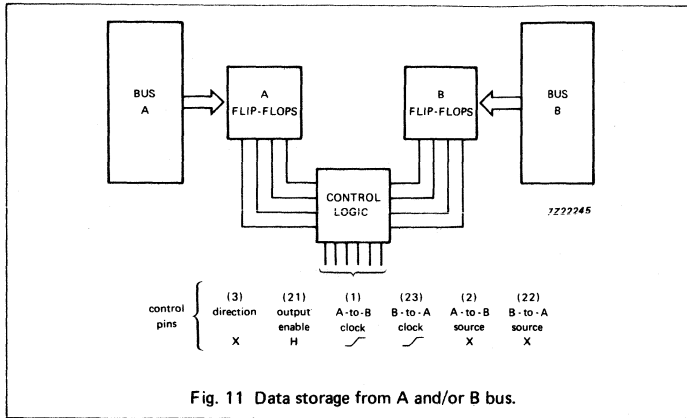 BUS
A
A
FLIP-FLOPS
B
FLIP-FLOPS
BUS
B
CONTROL
LOGIC
7Z22245
control
pins
(3) (21) (1) (23) (2) (22)
direction output A-to-B B-to-A A-to-B B-to-A
enable clock clock source source
X H X X
Fig. 11 Data storage from A and/or B bus.